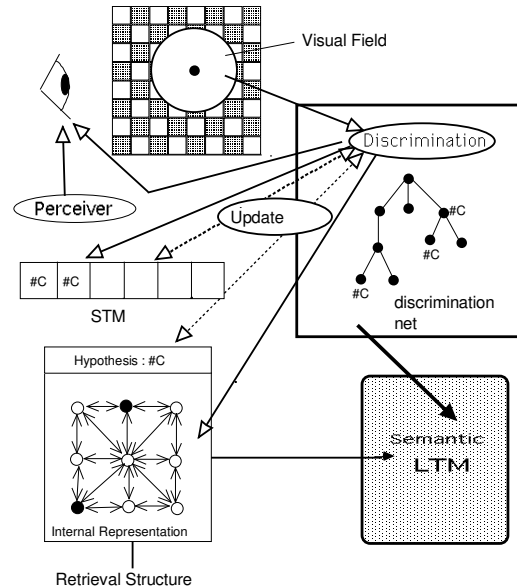 Visual Field
Discrimination
Perceiver
Update
#C
#C
#C
#C #C
STM
discrimination
net
Hypothesis : #C
Semantic
LTM
Internal Representation
Retrieval Structure